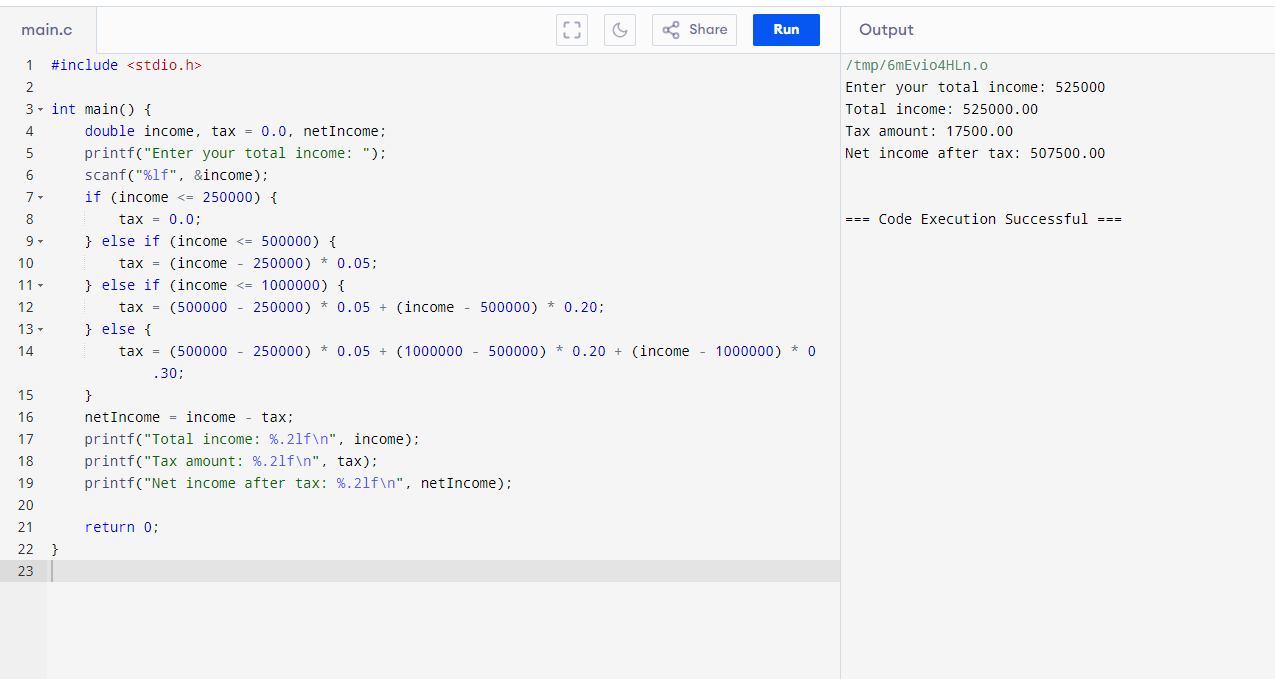 main.c
Share
Run
Output
1 #include <stdio.h>
2
3 int main() {
4     double income, tax = 0.0, netIncome;
5     printf("Enter your total income: ");
6     scanf("%lf", &income);
7     if (income <= 250000) {
8         tax = 0.0;
9     } else if (income <= 500000) {
10         tax = (income - 250000) * 0.05;
11     } else if (income <= 1000000) {
12         tax = (500000 - 250000) * 0.05 + (income - 500000) * 0.20;
13     } else {
14         tax = (500000 - 250000) * 0.05 + (1000000 - 500000) * 0.20 + (income - 1000000) * 0
            .30;
15     }
16     netIncome = income - tax;
17     printf("Total income: %.2lf\n", income);
18     printf("Tax amount: %.2lf\n", tax);
19     printf("Net income after tax: %.2lf\n", netIncome);
20
21     return 0;
22 }
23
/tmp/6mEvio4HLn.o
Enter your total income: 525000
Total income: 525000.00
Tax amount: 17500.00
Net income after tax: 507500.00
=== Code Execution Successful ===